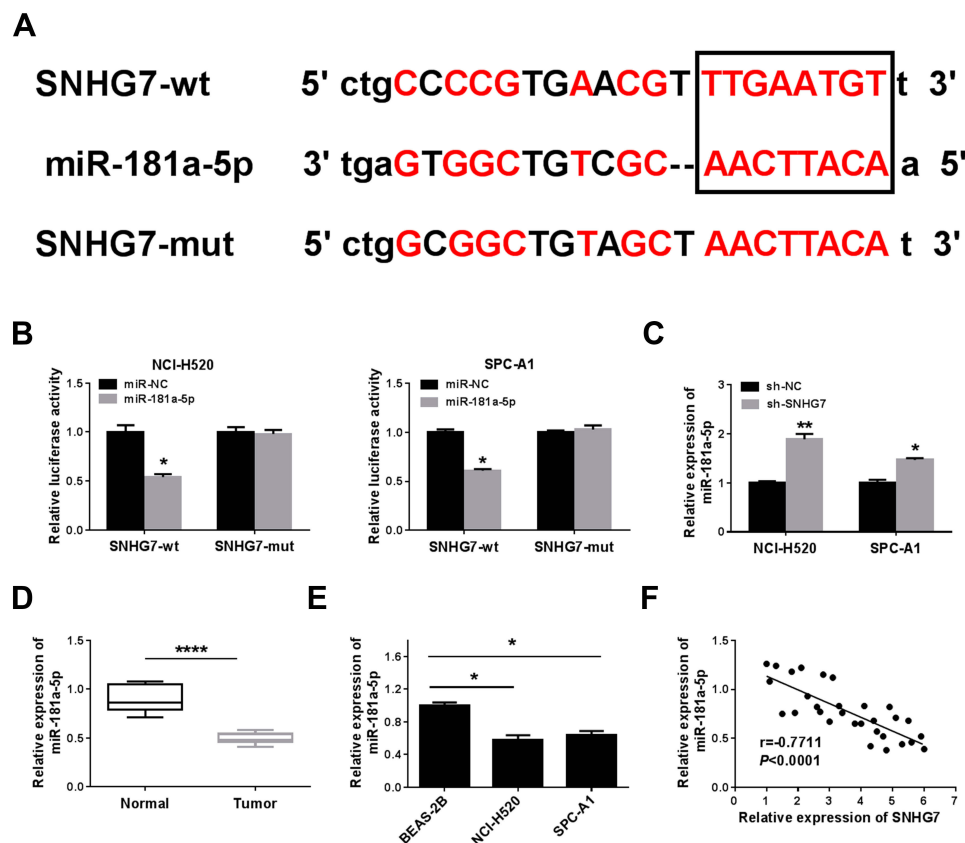 A
SNHG7-wt 5' ctgCCCCGTGAACGT TTGAATGT t 3'
miR-181a-5p 3' tgaGTGGCTGTCGC--AACTTACA a 5'
SNHG7-mut 5' ctgGCGGCTGTAGCT AACTTACA t 3'
B
NCI-H520
Relative luciferase activity
1.5
1.0
0.5
0.0
miR-NC
miR-181a-5p
*
SNHG7-wt SNHG7-mut
SPC-A1
Relative luciferase activity
1.5
1.0
0.5
0.0
miR-NC
miR-181a-5p
*
SNHG7-wt SNHG7-mut
C
Relative expression of
miR-181a-5p
3
2
1
0
sh-NC
sh-SNHG7
**
*
NCI-H520 SPC-A1
D
Relative expression of
miR-181a-5p
1.5
1.0
0.5
0.0
****
Normal Tumor
E
Relative expression of
miR-181a-5p
1.6
1.2
0.8
0.4
0.0
*
*
BEAS-2B NCI-H520 SPC-A1
F
Relative expression of
miR-181a-5p
1.5
1.0
0.5
0.0
r=-0.7711
P<0.0001
0 1 2 3 4 5 6 7
Relative expression of SNHG7